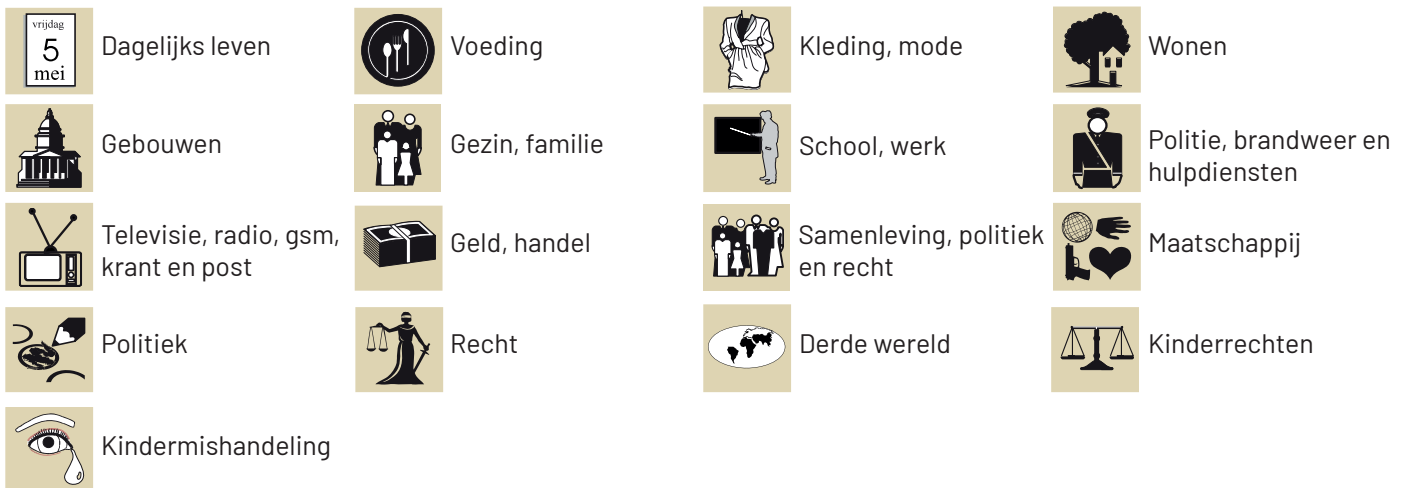 vrijdag
5
mei
Dagelijks leven
Voeding
Kleding, mode
Wonen
Gebouwen
Gezin, familie
School, werk
Politie, brandweer en
hulpdiensten
Televisie, radio, gsm,
krant en post
Geld, handel
Samenleving, politiek
en recht
Maatschappij
Politiek
Recht
Derde wereld
Kinderrechten
Kindermishandeling